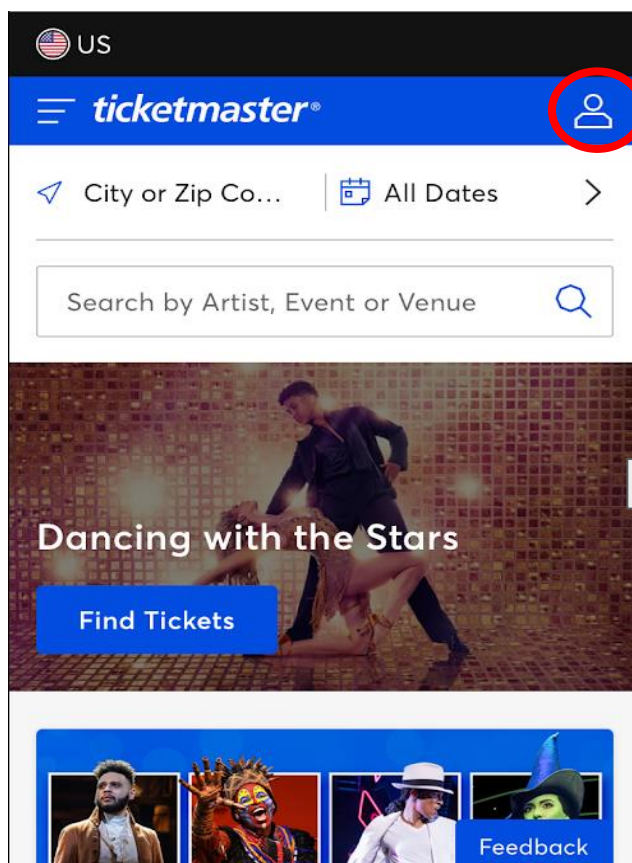 US
ticketmaster®
City or Zip Co...
All Dates
Search by Artist, Event or Venue
Dancing with the Stars
Find Tickets
Feedback